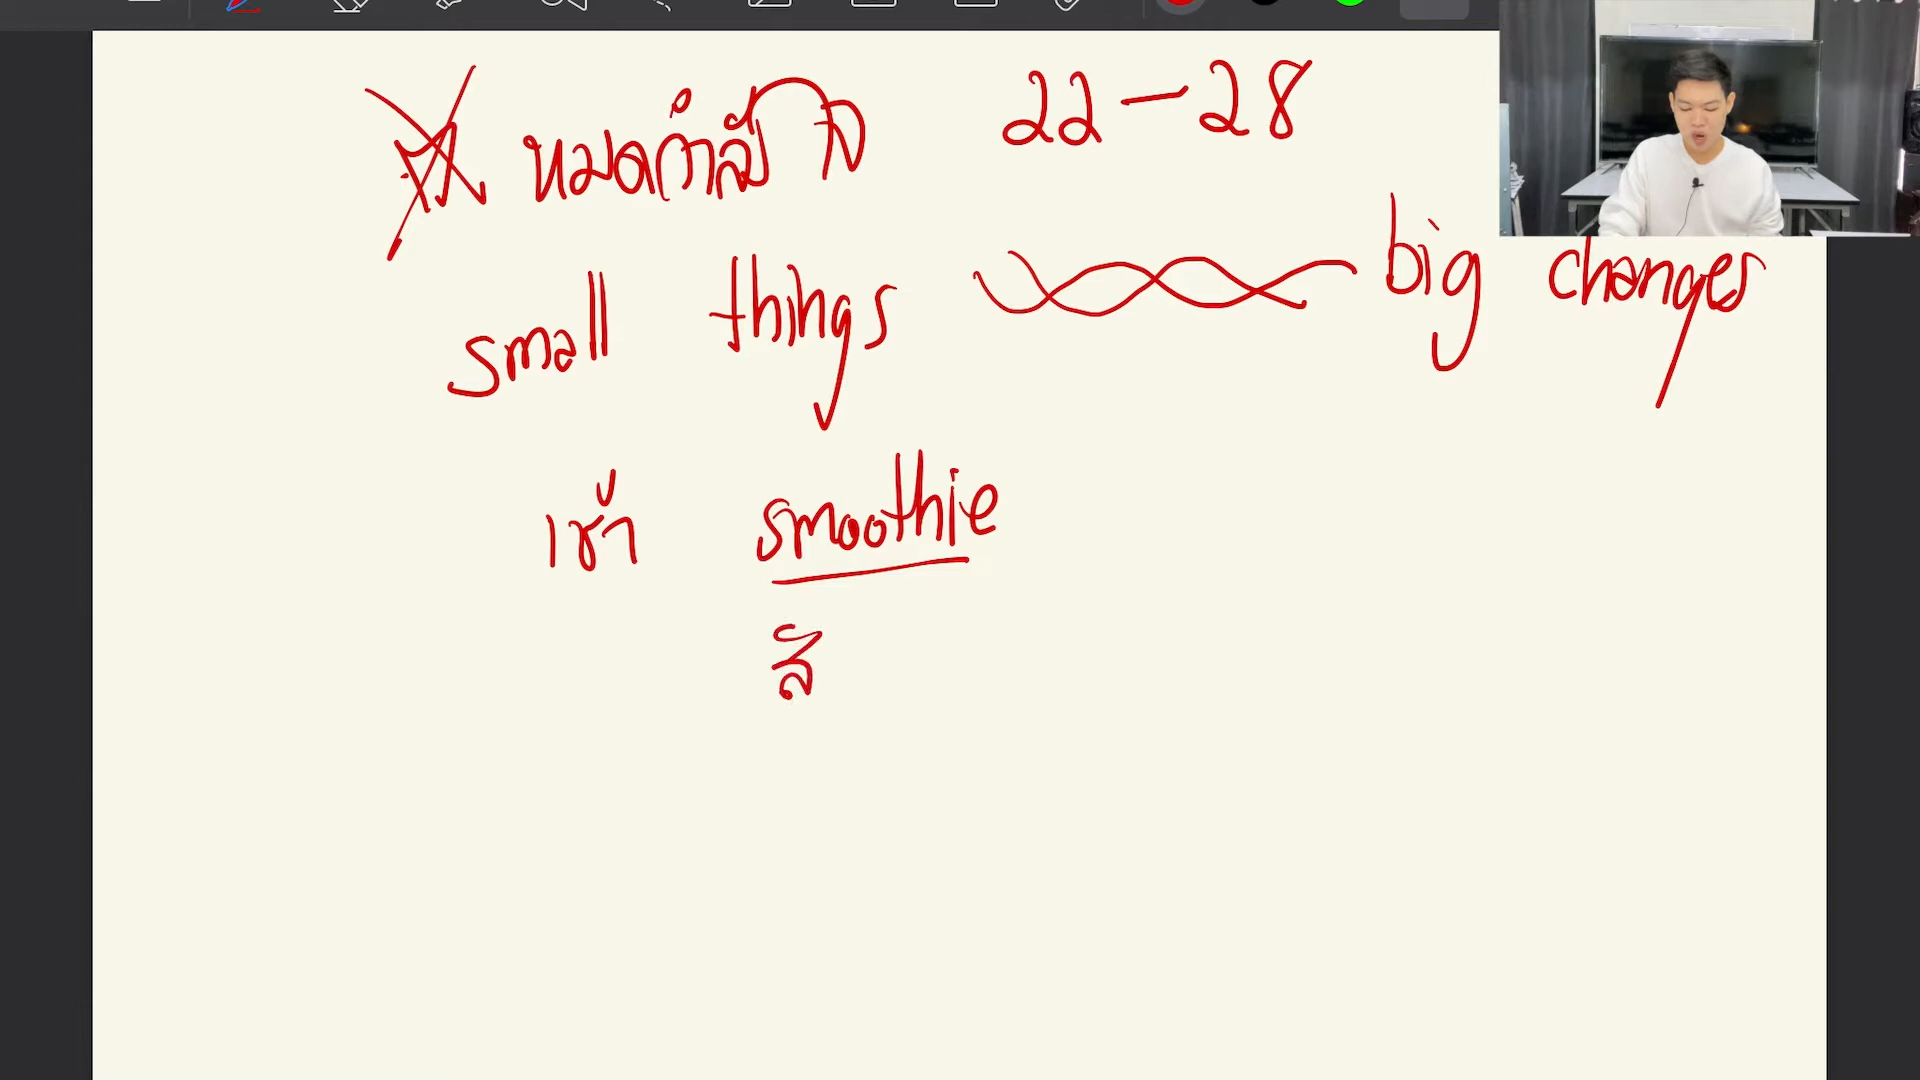 หมดกำลังใจ 22-28
small things big changes
เช้า smoothie
สั